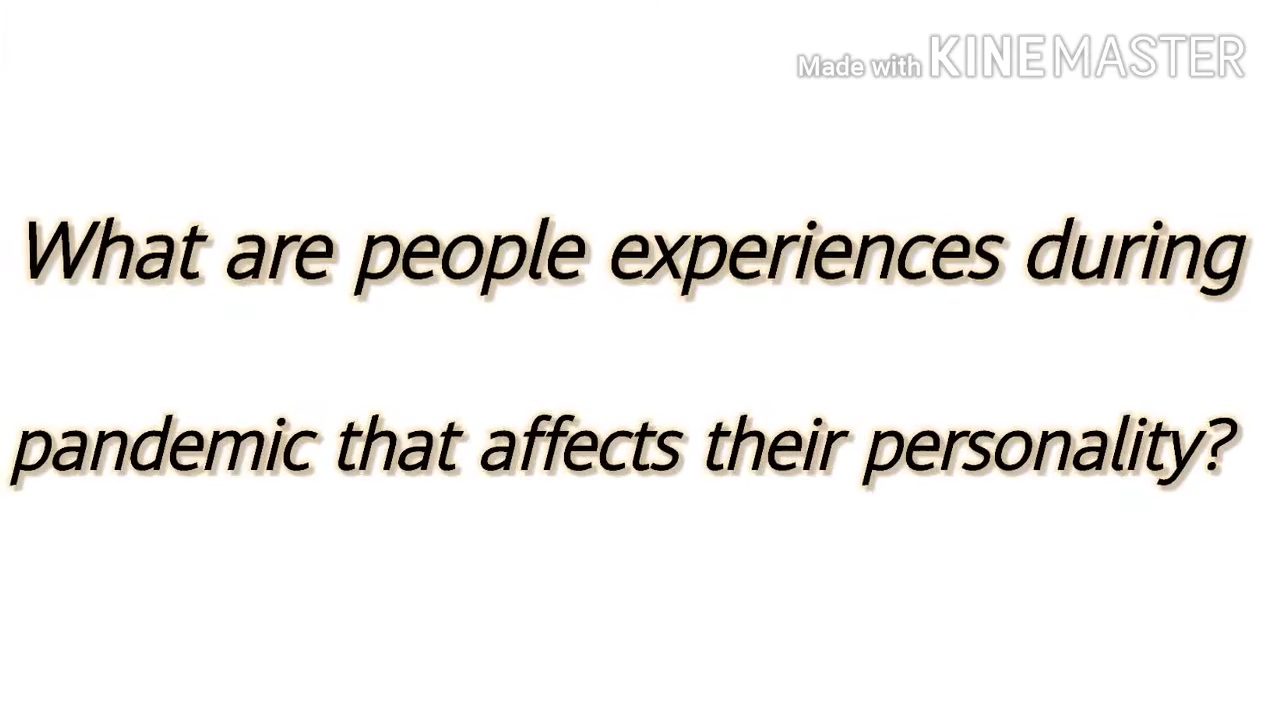 Made with KINEMASTER
What are people experiences during
pandemic that affects their personality?